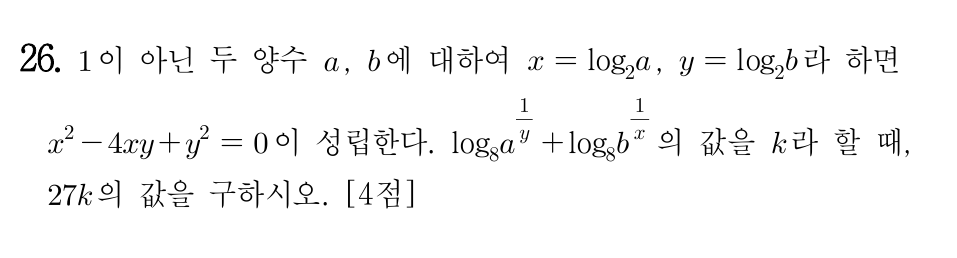 26. 1이 아닌 두 양수 a, b에 대하여 x = log₂a, y = log₂b라 하면
x² − 4xy + y² = 0이 성립한다. log₈a^(1/y) + log₈b^(1/x)의 값을 k라 할 때,
27k의 값을 구하시오. [4점]